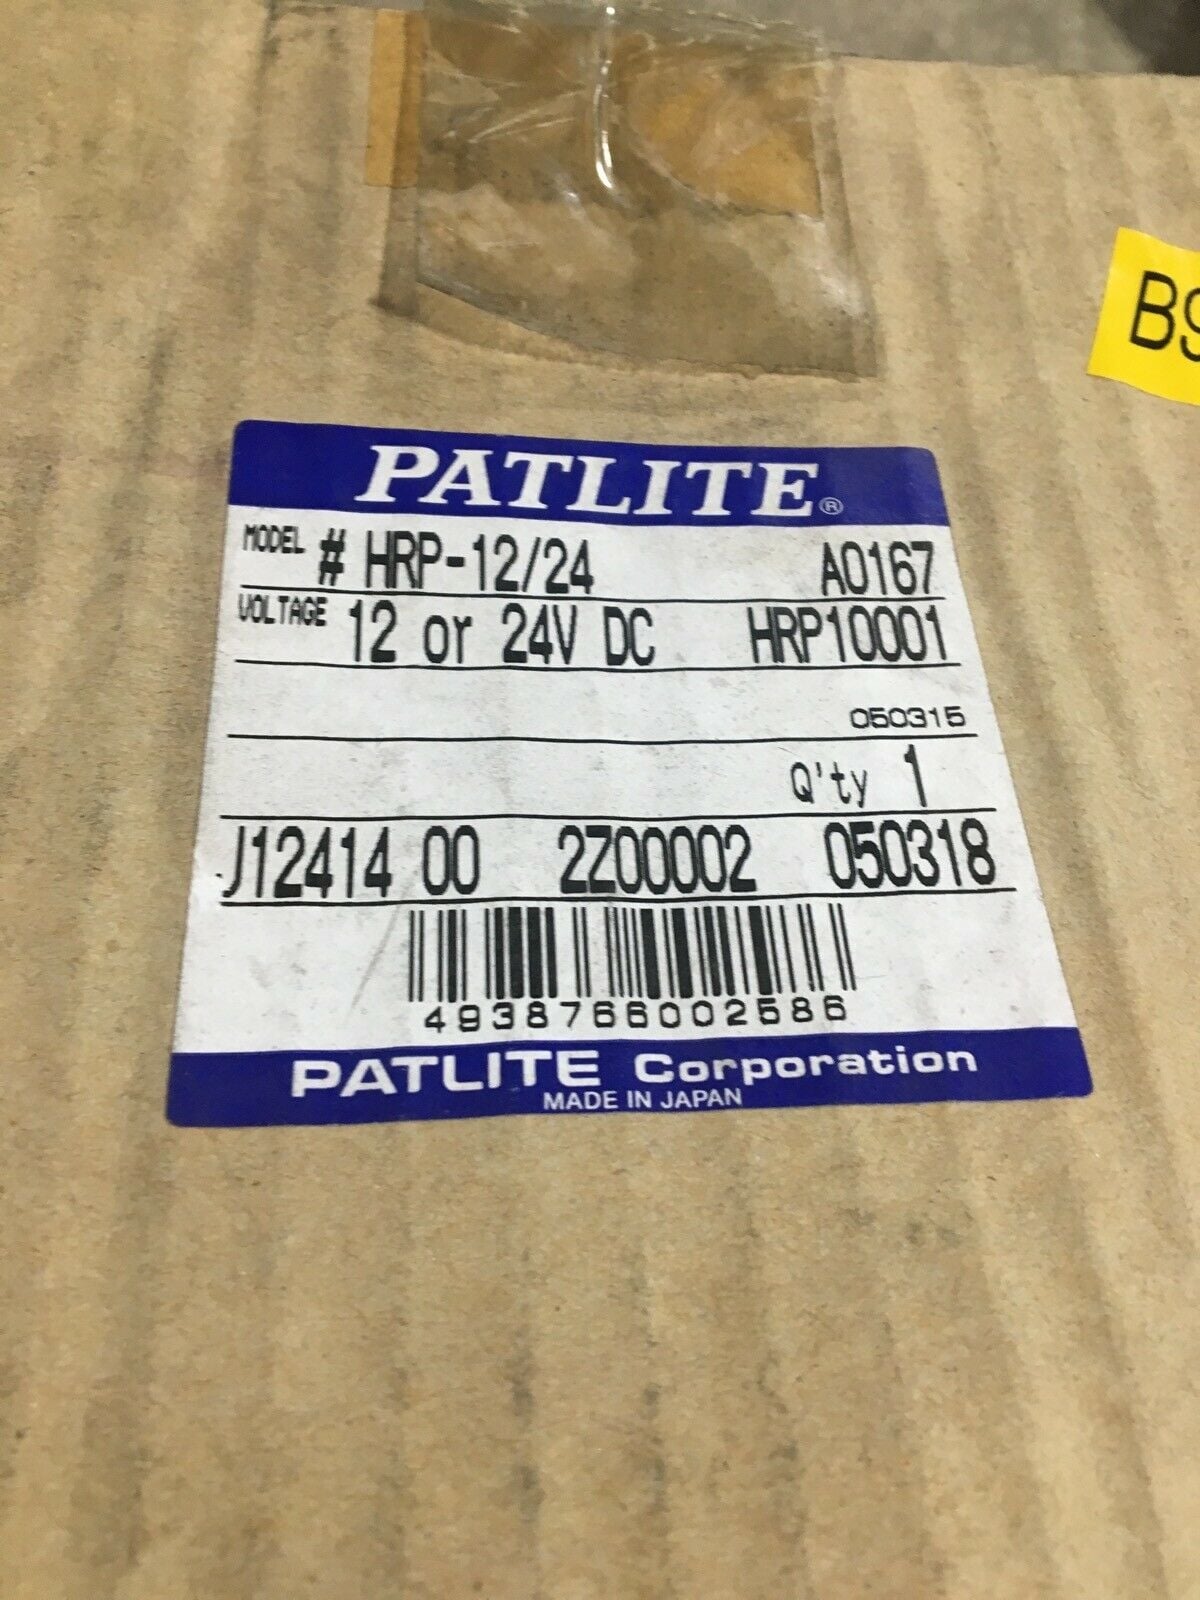 B9
PATLITE®
MODEL # HRP-12/24 A0167
VOLTAGE 12 or 24V DC HRP10001
050315
Q'ty 1
J12414 00 2Z00002 050318
4938766002586
PATLITE Corporation
MADE IN JAPAN